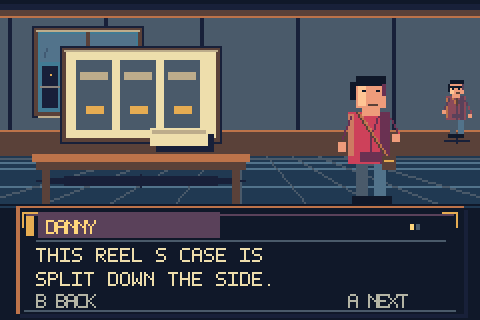 DANNY
THIS REEL S CASE IS
SPLIT DOWN THE SIDE.
B BACK
A NEXT